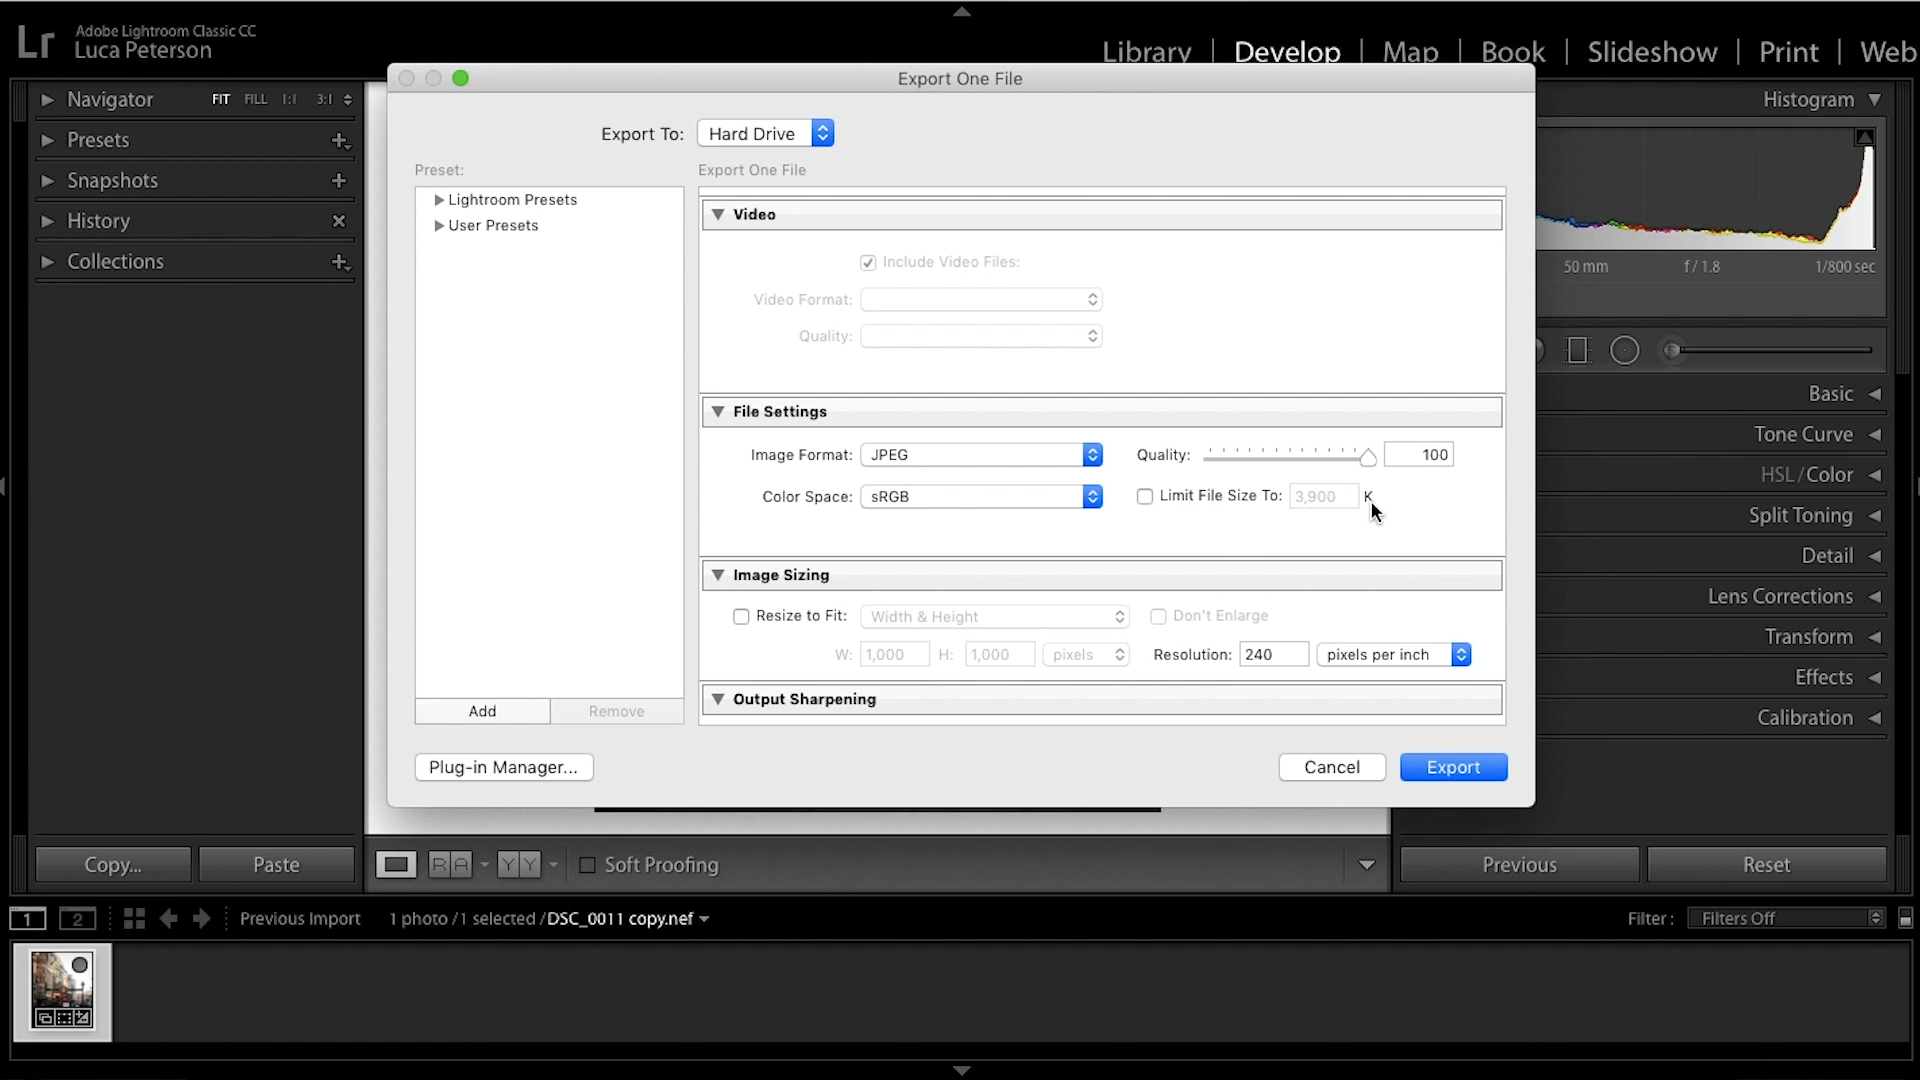 Lr
Adobe Lightroom Classic CC
Luca Peterson
Library | Develop | Map | Book | Slideshow | Print | Web
Navigator FIT FILL 1:1 3:1
Presets
Snapshots
History
Collections
Export One File
Export To: Hard Drive
Preset:
Export One File
Lightroom Presets
User Presets
Add
Remove
Video
Include Video Files:
Video Format:
Quality:
File Settings
Image Format: JPEG
Quality: 100
Color Space: sRGB
Limit File Size To: 3,900 K
Image Sizing
Resize to Fit: Width & Height
Don't Enlarge
W: 1,000 H: 1,000 pixels
Resolution: 240 pixels per inch
Output Sharpening
Plug-in Manager...
Cancel
Export
Histogram
50 mm f / 1.8 1/800 sec
Basic
Tone Curve
HSL / Color
Split Toning
Detail
Lens Corrections
Transform
Effects
Calibration
Copy...
Paste
R A
Y Y
Soft Proofing
Previous
Reset
1
2
Previous Import
1 photo / 1 selected / DSC_0011 copy.nef
Filter :
Filters Off